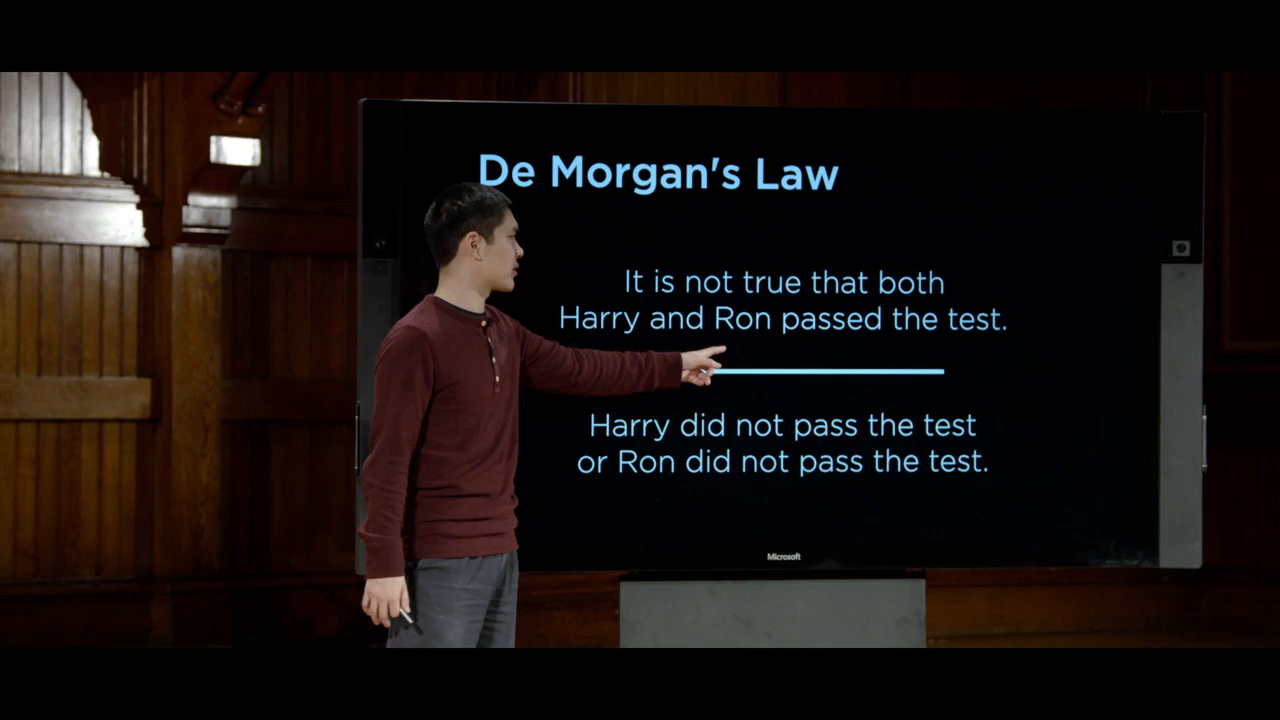 De Morgan's Law
It is not true that both
Harry and Ron passed the test.
Harry did not pass the test
or Ron did not pass the test.
Microsoft